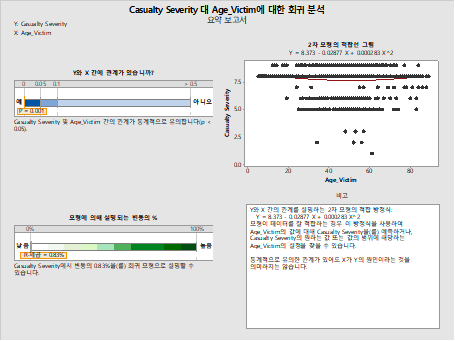 Casualty Severity 대 Age_Victim에 대한 회귀 분석
요약 보고서
Y: Casualty Severity
X: Age_Victim
Y와 X 간에 관계가 있습니까?
0 0.05 0.1 > 0.5
예 아니오
P = 0.001
Casualty Severity 및 Age_Victim 간의 관계가 통계적으로 유의합니다(p <
0.05).
2차 모형의 적합선 그림
Y = 8.373 - 0.02877 X + 0.000283 X^2
Casualty Severity
7.5
5.0
2.5
0.0
0 20 40 60 80
Age_Victim
모형에 의해 설명되는 변동의 %
0% 100%
낮음 높음
R-제곱 = 0.83%
Casualty Severity에서 변동의 0.83%을(를) 회귀 모형으로 설명할 수
있습니다.
비고
Y와 X 간의 관계를 설명하는 2차 모형의 적합 방정식:
Y = 8.373 - 0.02877 X + 0.000283 X^2
모형이 데이터를 잘 적합하는 경우 이 방정식을 사용하여
Age_Victim의 값에 대해 Casualty Severity을(를) 예측하거나,
Casualty Severity의 원하는 값 또는 값의 범위에 해당하는
Age_Victim의 설정을 찾을 수 있습니다.
통계적으로 유의한 관계가 있어도 X가 Y의 원인이라는 것을
의미하지는 않습니다.